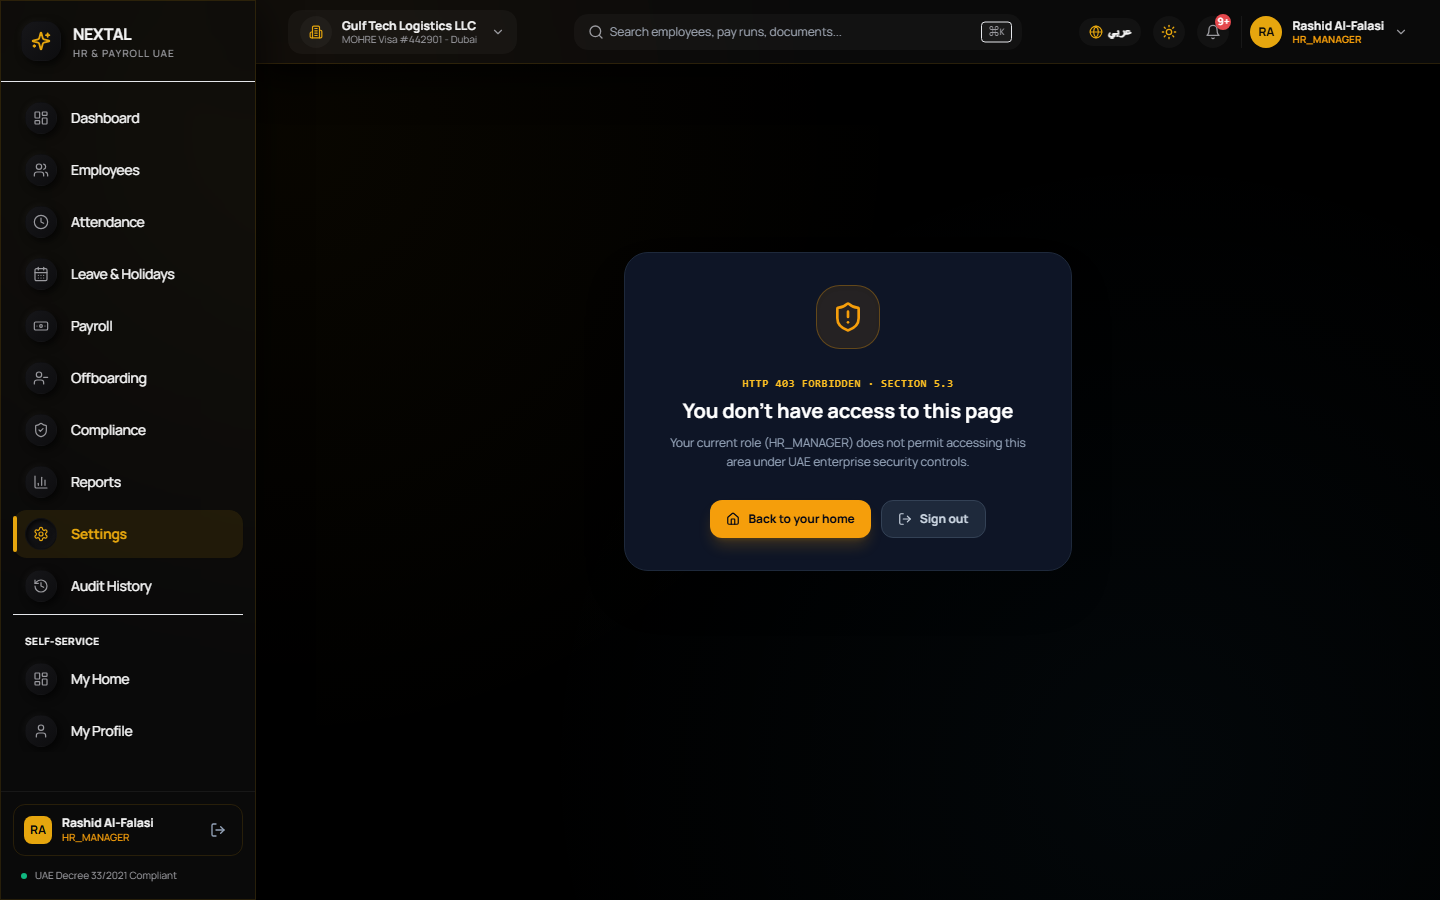 NEXTAL
HR & PAYROLL UAE
Gulf Tech Logistics LLC
MOHRE Visa #442901 - Dubai
Search employees, pay runs, documents...
⌘K
عربي
9+
RA
Rashid Al-Falasi
HR_MANAGER
Dashboard
Employees
Attendance
Leave & Holidays
Payroll
Offboarding
Compliance
Reports
Settings
Audit History
SELF-SERVICE
My Home
My Profile
RA
Rashid Al-Falasi
HR_MANAGER
UAE Decree 33/2021 Compliant
HTTP 403 FORBIDDEN · SECTION 5.3
You don't have access to this page
Your current role (HR_MANAGER) does not permit accessing this
area under UAE enterprise security controls.
Back to your home
Sign out